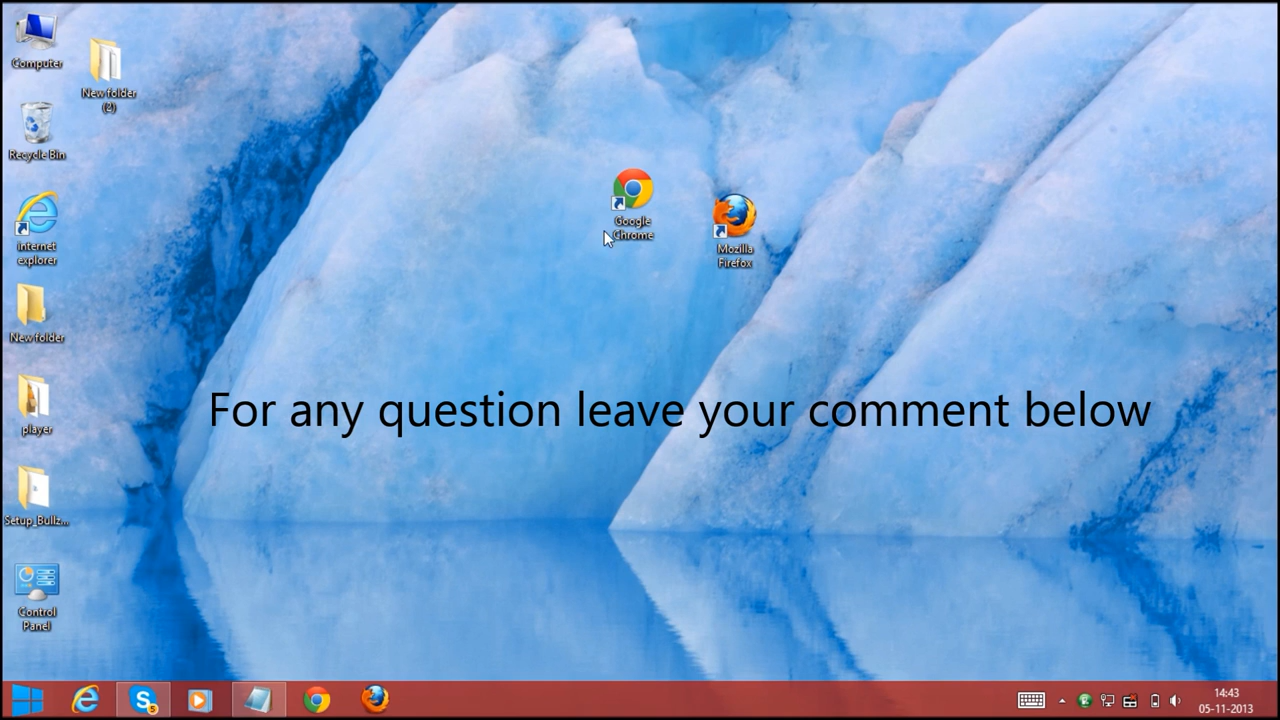 Computer
New folder
(2)
Recycle Bin
Google
Chrome
Mozilla
Firefox
internet
explorer
New folder
player
For any question leave your comment below
Setup_Bullz...
Control
Panel
S
5
14:43
05-11-2013